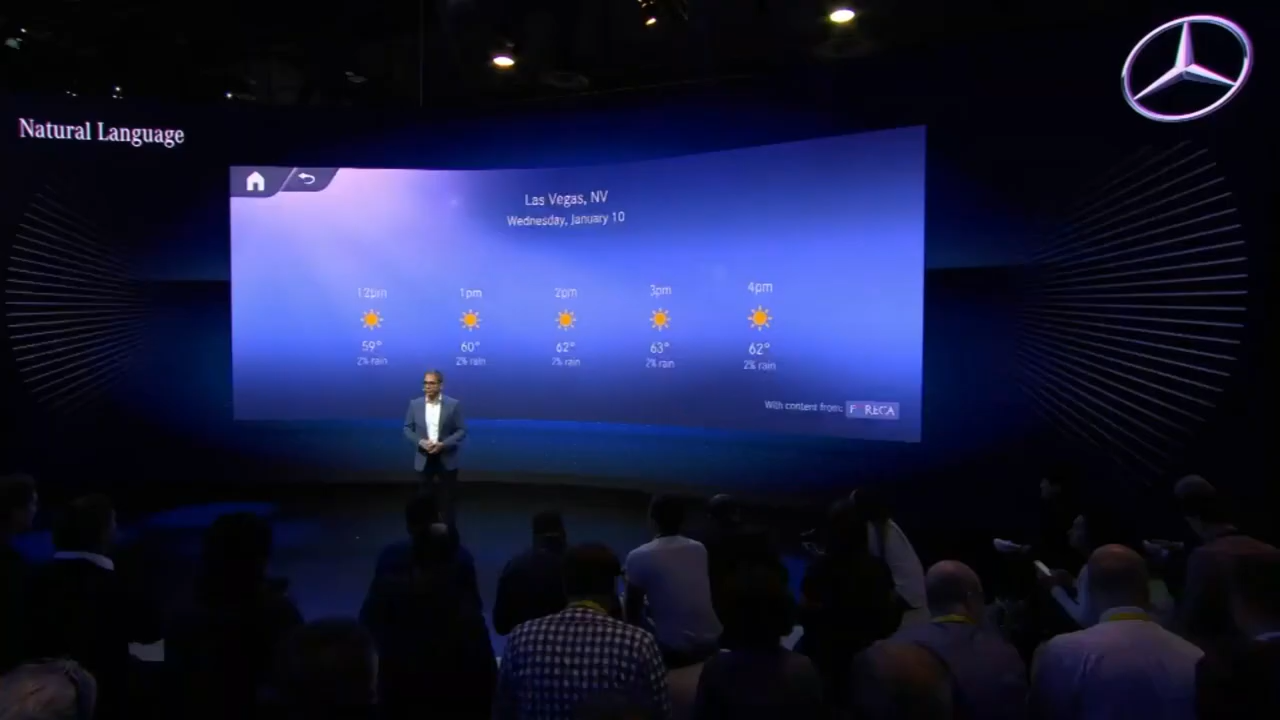 Natural Language
Las Vegas, NV
Wednesday, January 10
12pm 1pm 2pm 3pm 4pm
59° 60° 62° 63° 62°
2% rain 2% rain 2% rain 2% rain 2% rain
With content from: F RECA